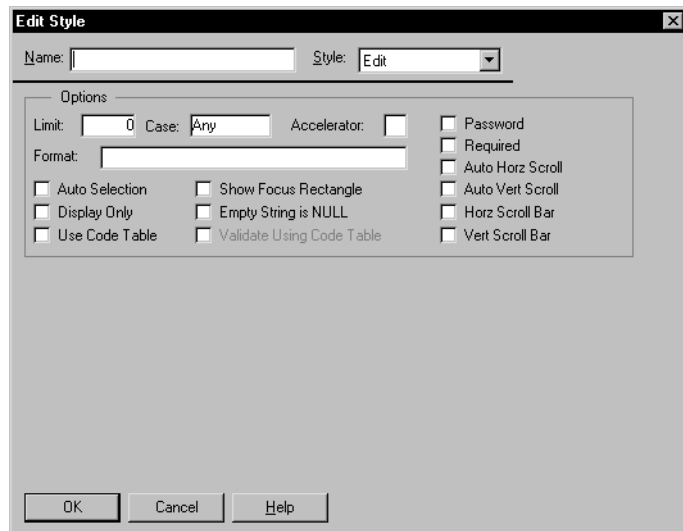 Edit Style
Name: Style: Edit
Options
Limit: 0 Case: Any Accelerator: Password
Required
Format: Auto Horz Scroll
Auto Selection Show Focus Rectangle Auto Vert Scroll
Display Only Empty String is NULL Horz Scroll Bar
Use Code Table Validate Using Code Table Vert Scroll Bar
OK Cancel Help